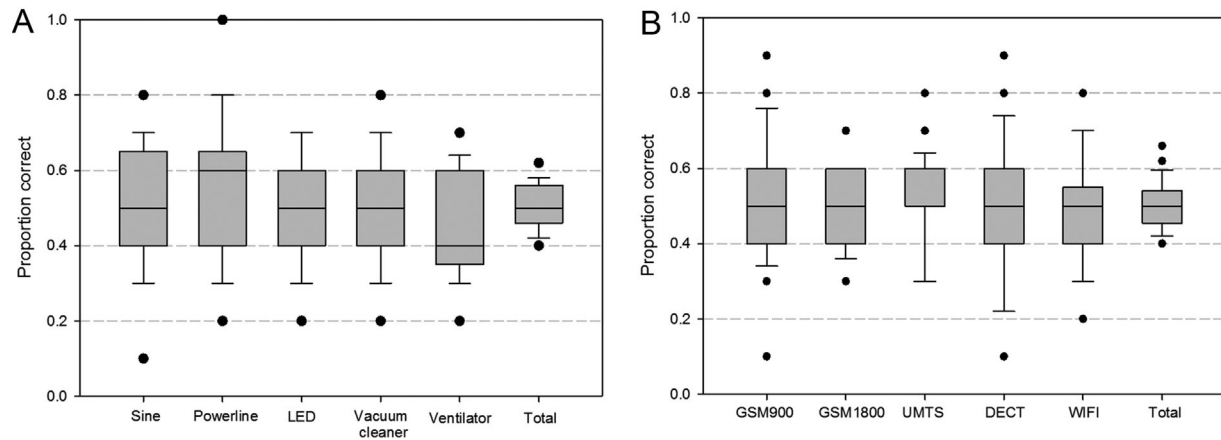 A
Proportion correct
1.0
0.8
0.6
0.4
0.2
0.0
Sine
Powerline
LED
Vacuum
cleaner
Ventilator
Total
B
Proportion correct
1.0
0.8
0.6
0.4
0.2
0.0
GSM900
GSM1800
UMTS
DECT
WIFI
Total